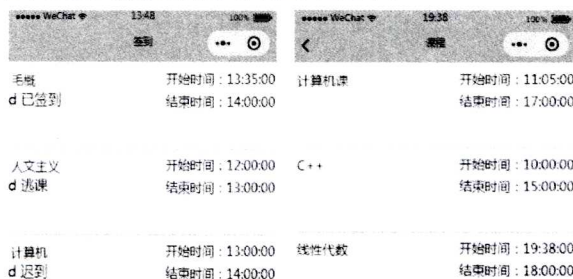 WeChat 13:48 100%
签到
毛概 开始时间：13:35:00
d 已签到 结束时间：14:00:00
人文主义 开始时间：12:00:00
d 逃课 结束时间：13:00:00
计算机 开始时间：13:00:00
d 迟到 结束时间：14:00:00
WeChat 19:38 100%
课程
计算机课 开始时间：11:05:00
结束时间：17:00:00
C++ 开始时间：10:00:00
结束时间：15:00:00
线性代数 开始时间：19:38:00
结束时间：18:00:00